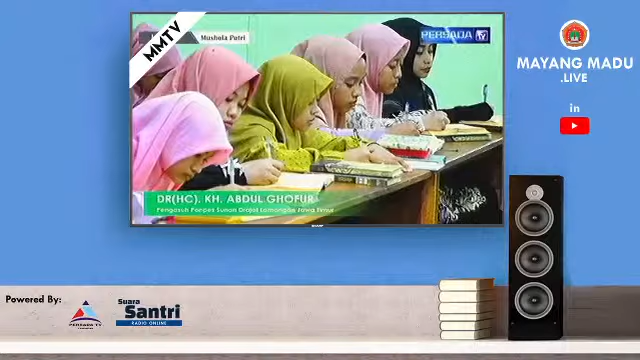 MMTV
Mushola Putri
PERSADA TV
DR(HC). KH. ABDUL GHOFUR
Pengasuh Ponpes Sunan Drajat Lamongan Jawa Timur
MAYANG MADU
.LIVE
in
Powered By:
PERSADA TV
Suara
Santri
RADIO ONLINE